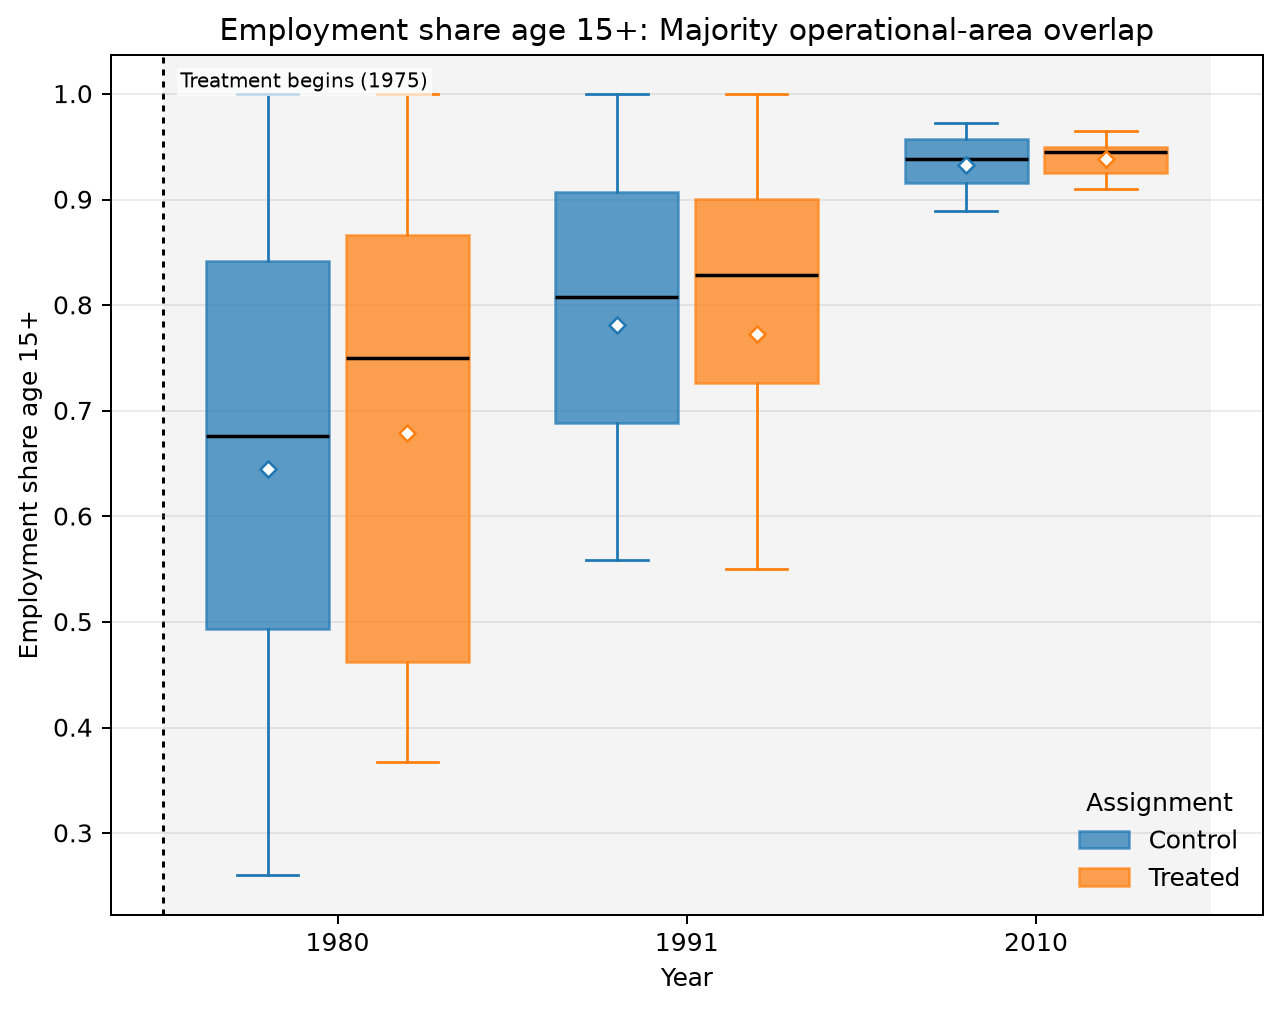 Employment share age 15+: Majority operational-area overlap
Treatment begins (1975)
Employment share age 15+
1.0
0.9
0.8
0.7
0.6
0.5
0.4
0.3
Assignment
Control
Treated
1980
1991
2010
Year